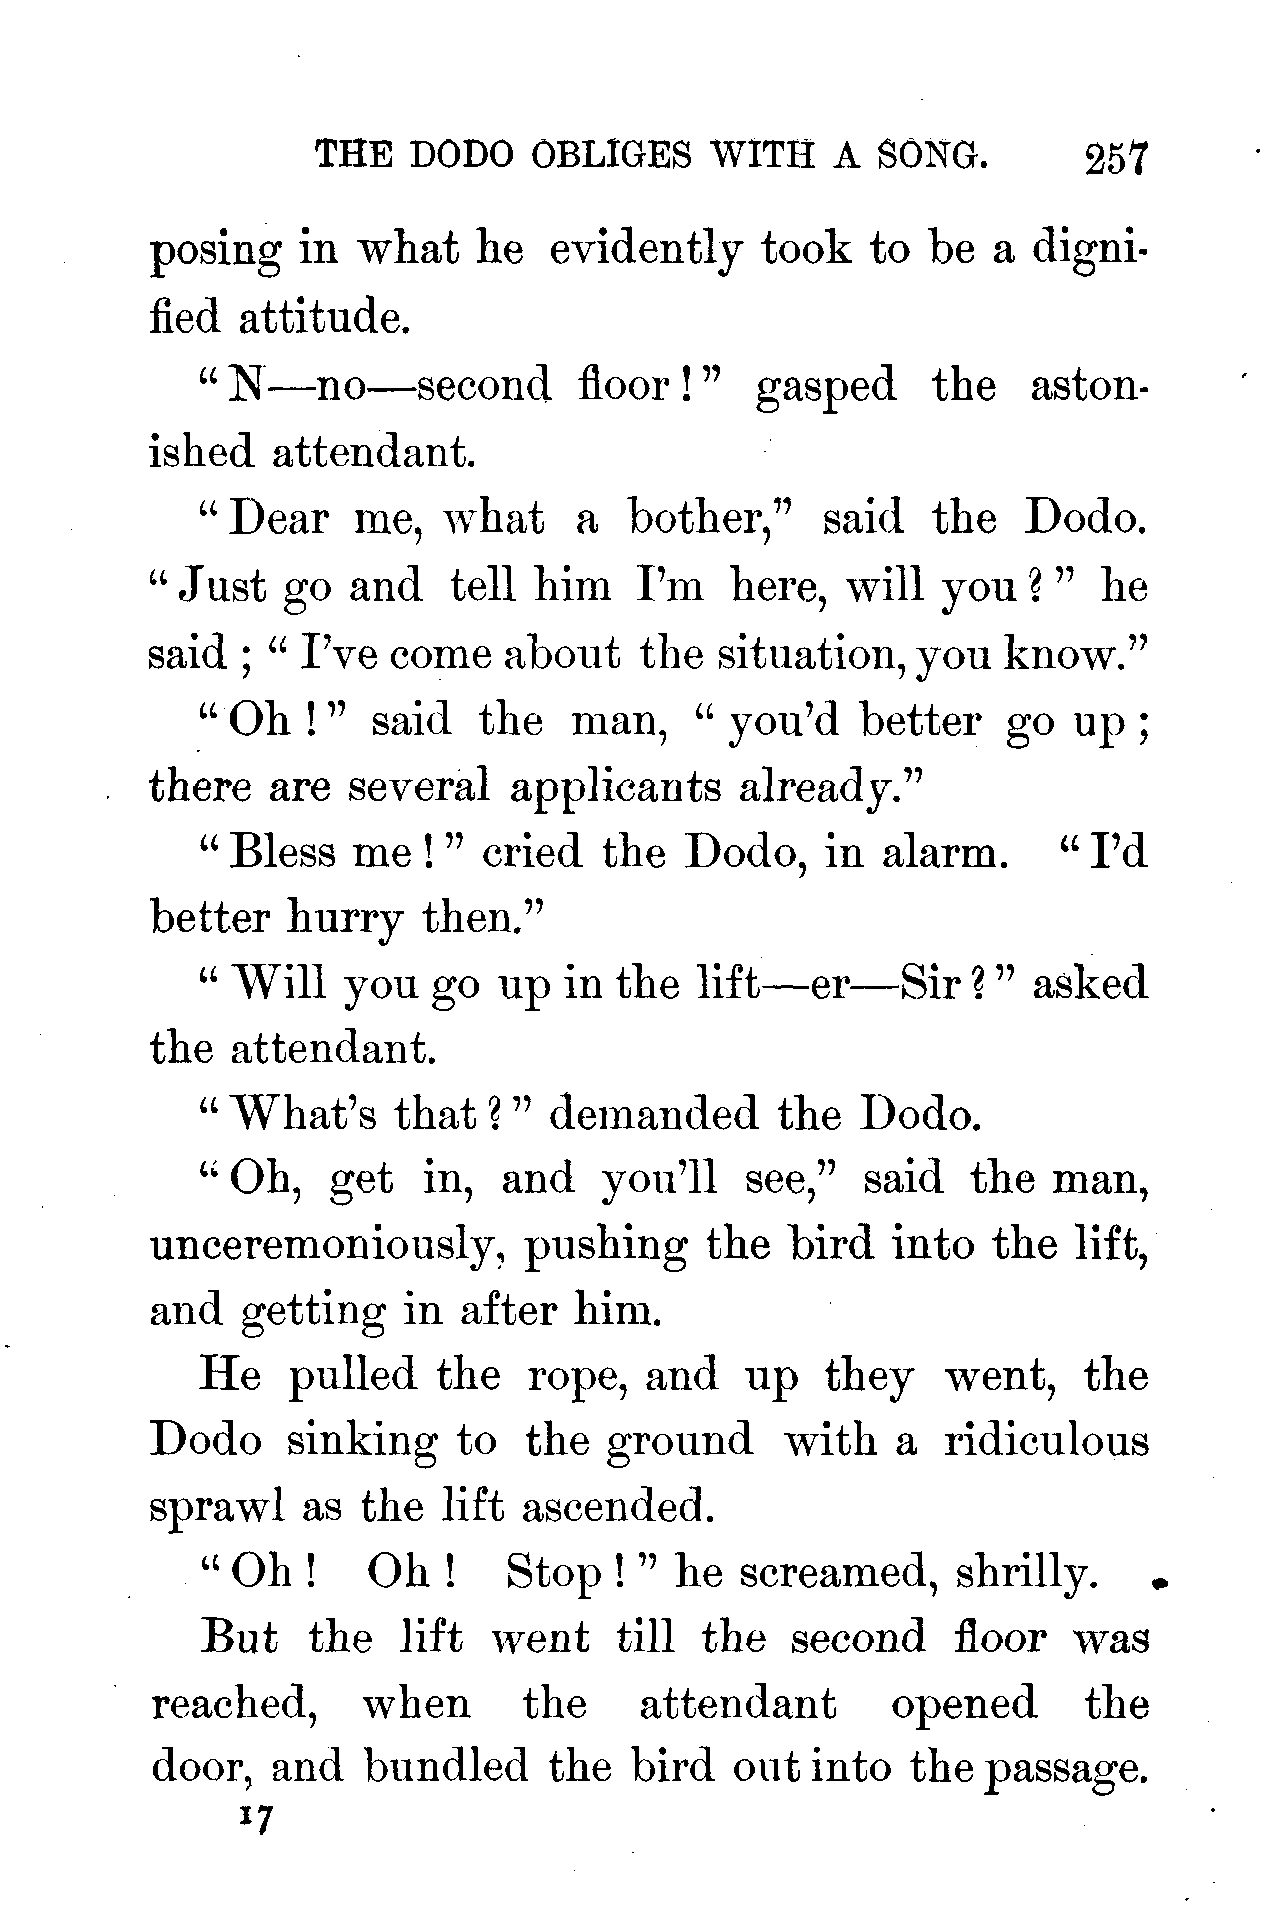 THE DODO OBLIGES WITH A SONG. 257
posing in what he evidently took to be a digni-
fied attitude.
“ N—no—second floor ! ” gasped the aston-
ished attendant.
“ Dear me, what a bother,” said the Dodo.
“ Just go and tell him I’m here, will you ? ” he
said ; “ I’ve come about the situation, you know.”
“ Oh ! ” said the man, “ you’d better go up ;
there are several applicants already.”
“ Bless me ! ” cried the Dodo, in alarm. “ I’d
better hurry then.”
“ Will you go up in the lift—er—Sir ? ” asked
the attendant.
“ What’s that ? ” demanded the Dodo.
“ Oh, get in, and you’ll see,” said the man,
unceremoniously, pushing the bird into the lift,
and getting in after him.
He pulled the rope, and up they went, the
Dodo sinking to the ground with a ridiculous
sprawl as the lift ascended.
“ Oh ! Oh ! Stop ! ” he screamed, shrilly.
But the lift went till the second floor was
reached, when the attendant opened the
door, and bundled the bird out into the passage.
17